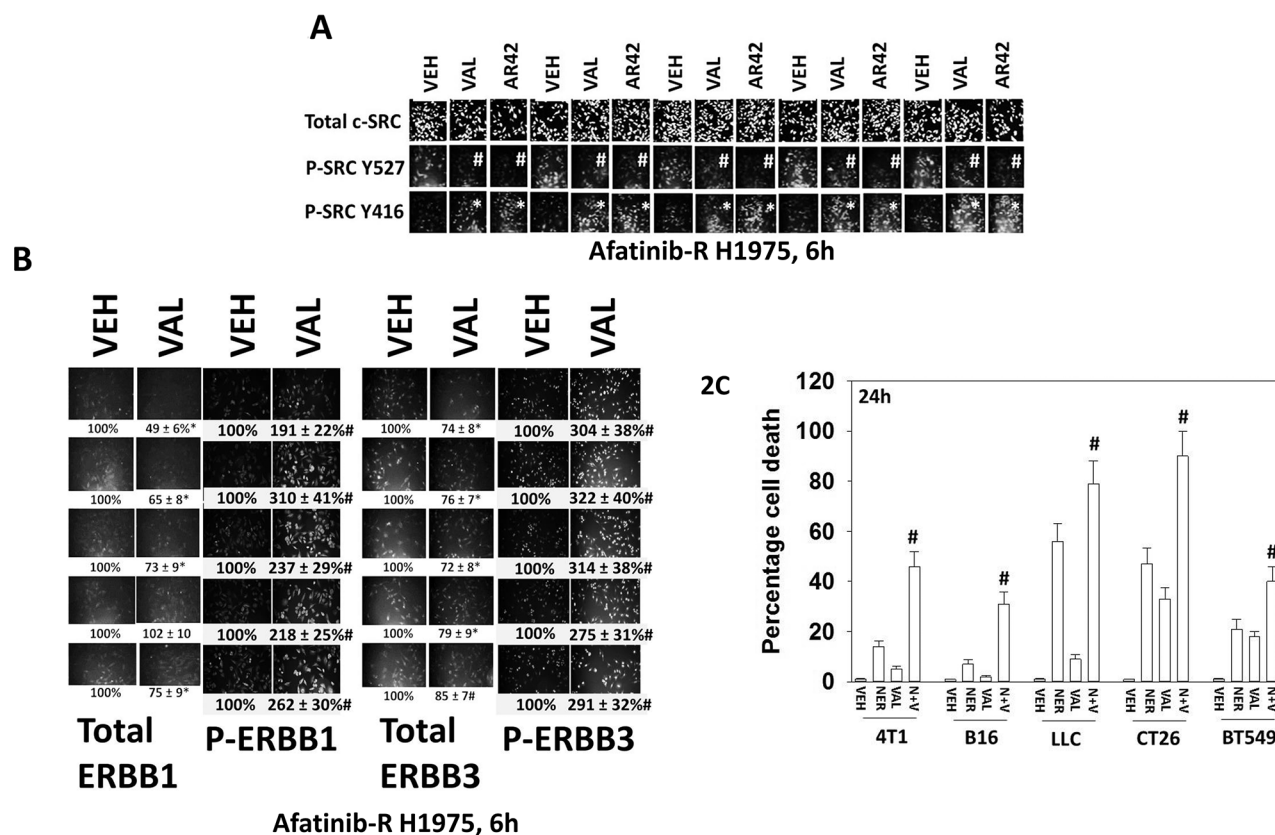 A
VEH VAL AR42 VEH VAL AR42 VEH VAL AR42 VEH VAL AR42 VEH VAL AR42
Total c-SRC
P-SRC Y527 # # # # # # # # # #
P-SRC Y416 * * * * * * * * * *
Afatinib-R H1975, 6h
B
VEH VAL VEH VAL VEH VAL VEH VAL
100% 49 ± 6%* 100% 191 ± 22%# 100% 74 ± 8* 100% 304 ± 38%#
100% 65 ± 8* 100% 310 ± 41%# 100% 76 ± 7* 100% 322 ± 40%#
100% 73 ± 9* 100% 237 ± 29%# 100% 72 ± 8* 100% 314 ± 38%#
100% 102 ± 10 100% 218 ± 25%# 100% 79 ± 9* 100% 275 ± 31%#
100% 75 ± 9* 100% 262 ± 30%# 100% 85 ± 7# 100% 291 ± 32%#
Total ERBB1
P-ERBB1
Total ERBB3
P-ERBB3
Afatinib-R H1975, 6h
2C
Percentage cell death
120
100
80
60
40
20
0
24h
# # # # #
VEH NER VAL N+V VEH NER VAL N+V VEH NER VAL N+V VEH NER VAL N+V VEH NER VAL N+V
4T1 B16 LLC CT26 BT549